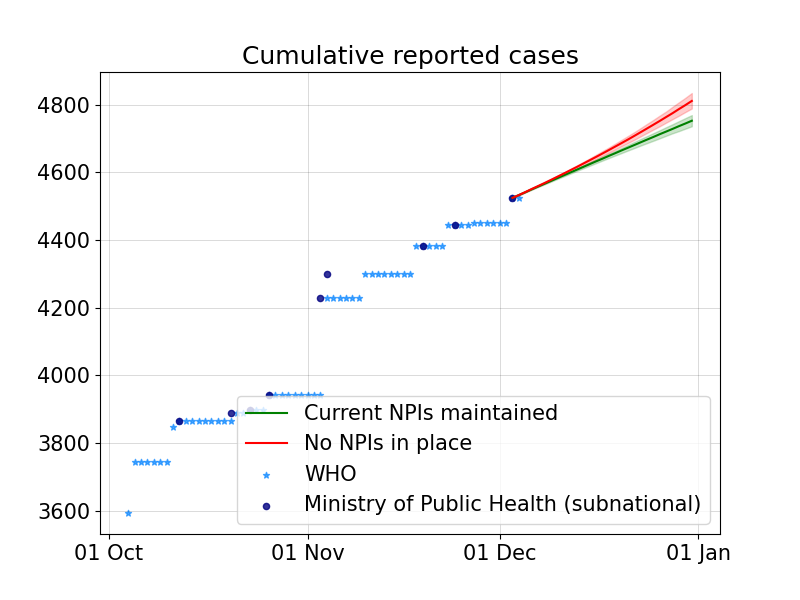 Cumulative reported cases
4800
4600
4400
4200
4000
3800
3600
Current NPIs maintained
No NPIs in place
WHO
Ministry of Public Health (subnational)
01 Oct
01 Nov
01 Dec
01 Jan